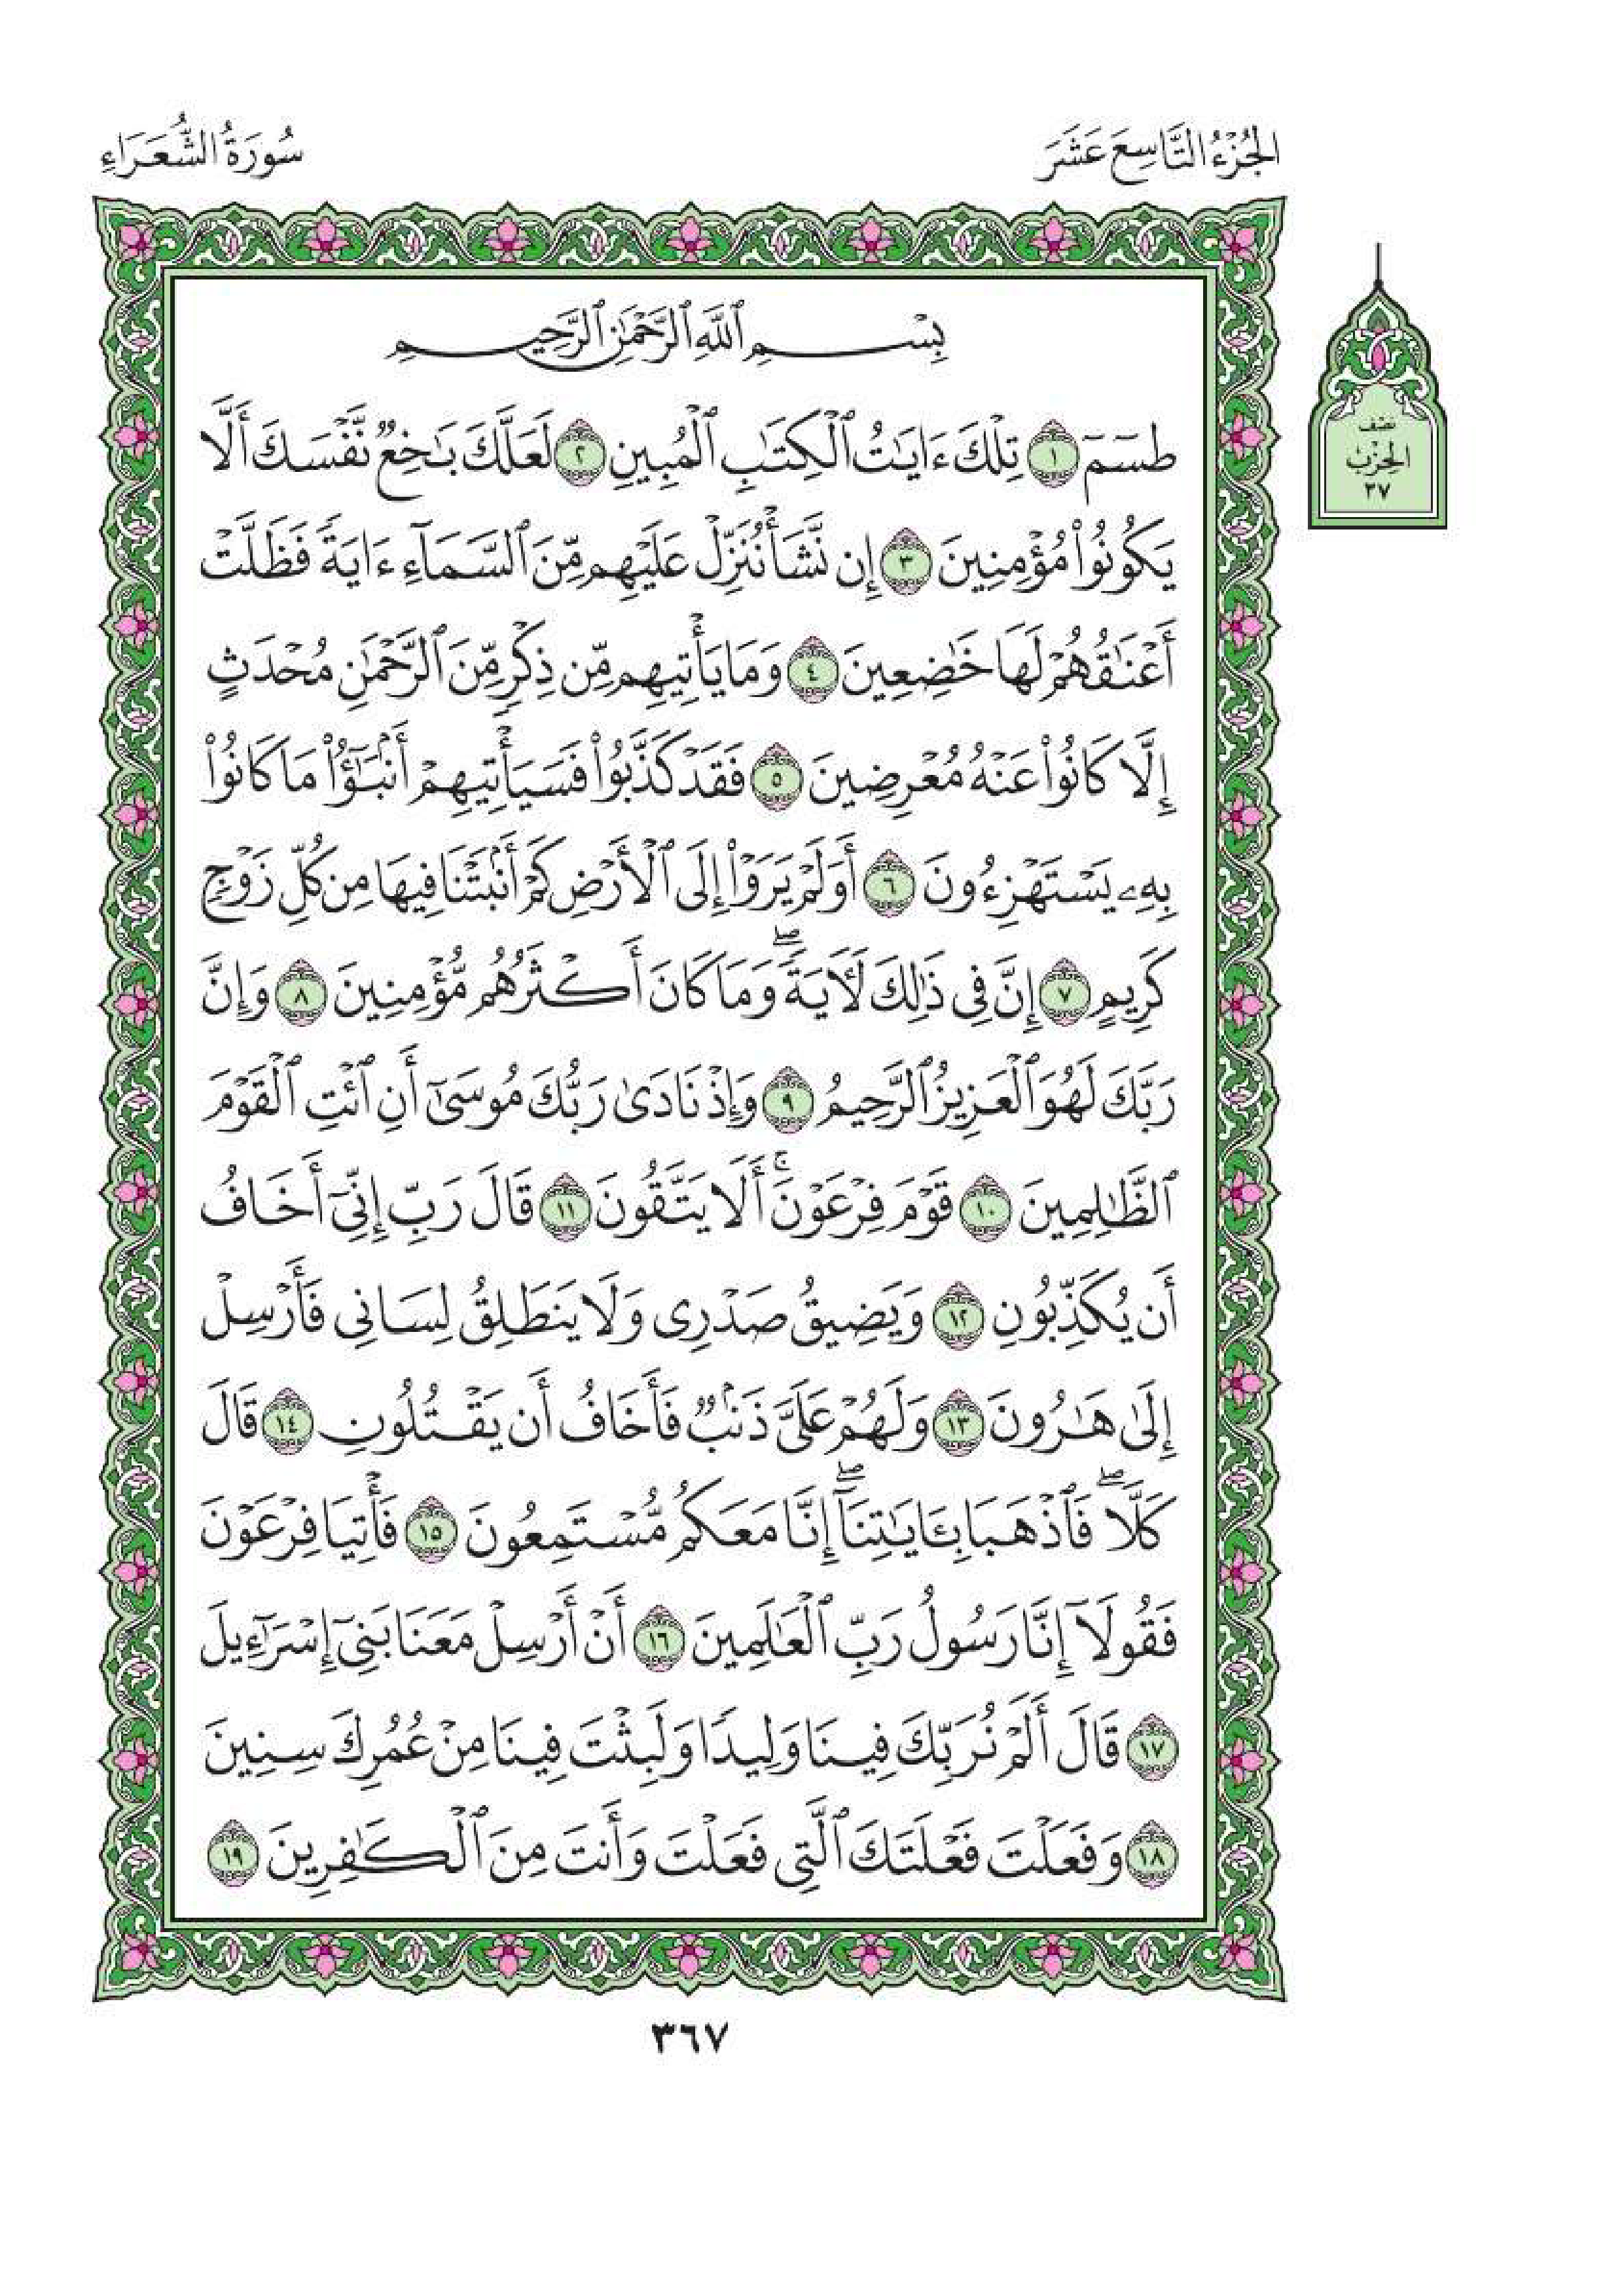 الجُزْءُ التَّاسِعَ عَشَرَ
سُورَةُ الشُّعَرَاءِ
نصف
الحِزْب
٣٧
بِسْمِ ٱللَّهِ ٱلرَّحْمَٰنِ ٱلرَّحِيمِ
طسٓمٓ ١ تِلْكَ ءَايَٰتُ ٱلْكِتَٰبِ ٱلْمُبِينِ ٢ لَعَلَّكَ بَٰخِعٌ نَّفْسَكَ أَلَّا
يَكُونُوا۟ مُؤْمِنِينَ ٣ إِن نَّشَأْ نُنَزِّلْ عَلَيْهِم مِّنَ ٱلسَّمَآءِ ءَايَةً فَظَلَّتْ
أَعْنَٰقُهُمْ لَهَا خَٰضِعِينَ ٤ وَمَا يَأْتِيهِم مِّن ذِكْرٍ مِّنَ ٱلرَّحْمَٰنِ مُحْدَثٍ
إِلَّا كَانُوا۟ عَنْهُ مُعْرِضِينَ ٥ فَقَدْ كَذَّبُوا۟ فَسَيَأْتِيهِمْ أَنۢبَٰٓؤُا۟ مَا كَانُوا۟
بِهِۦ يَسْتَهْزِءُونَ ٦ أَوَلَمْ يَرَوْا۟ إِلَى ٱلْأَرْضِ كَمْ أَنۢبَتْنَا فِيهَا مِن كُلِّ زَوْجٍ
كَرِيمٍ ٧ إِنَّ فِى ذَٰلِكَ لَءَايَةً ۖ وَمَا كَانَ أَكْثَرُهُم مُّؤْمِنِينَ ٨ وَإِنَّ
رَبَّكَ لَهُوَ ٱلْعَزِيزُ ٱلرَّحِيمُ ٩ وَإِذْ نَادَىٰ رَبُّكَ مُوسَىٰٓ أَنِ ٱئْتِ ٱلْقَوْمَ
ٱلظَّٰلِمِينَ ١٠ قَوْمَ فِرْعَوْنَ ۚ أَلَا يَتَّقُونَ ١١ قَالَ رَبِّ إِنِّىٓ أَخَافُ
أَن يُكَذِّبُونِ ١٢ وَيَضِيقُ صَدْرِى وَلَا يَنطَلِقُ لِسَانِى فَأَرْسِلْ
إِلَىٰ هَٰرُونَ ١٣ وَلَهُمْ عَلَىَّ ذَنۢبٌ فَأَخَافُ أَن يَقْتُلُونِ ١٤ قَالَ
كَلَّا ۖ فَٱذْهَبَا بِـَٔايَٰتِنَآ ۖ إِنَّا مَعَكُم مُّسْتَمِعُونَ ١٥ فَأْتِيَا فِرْعَوْنَ
فَقُولَآ إِنَّا رَسُولُ رَبِّ ٱلْعَٰلَمِينَ ١٦ أَنْ أَرْسِلْ مَعَنَا بَنِىٓ إِسْرَٰٓءِيلَ
١٧ قَالَ أَلَمْ نُرَبِّكَ فِينَا وَلِيدًا وَلَبِثْتَ فِينَا مِنْ عُمُرِكَ سِنِينَ
١٨ وَفَعَلْتَ فَعْلَتَكَ ٱلَّتِى فَعَلْتَ وَأَنتَ مِنَ ٱلْكَٰفِرِينَ ١٩
٣٦٧